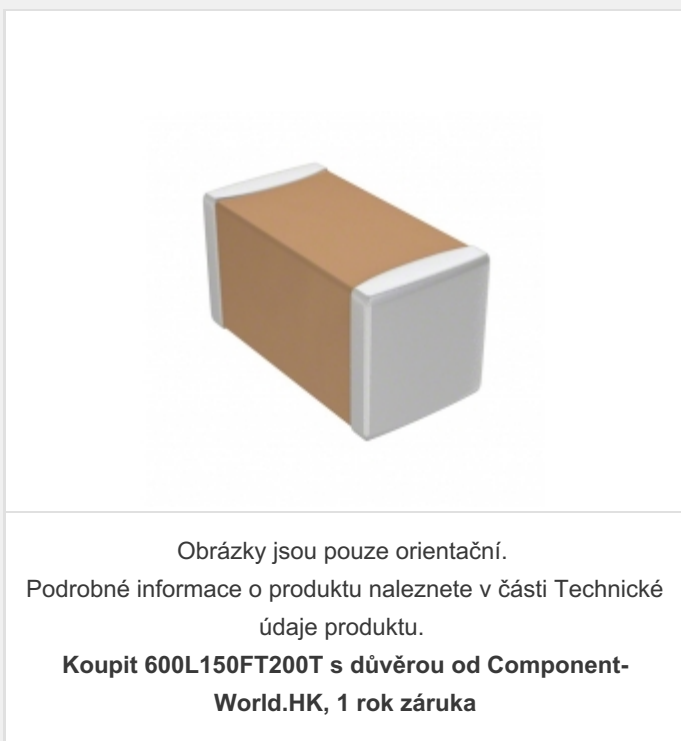 Obrázky jsou pouze orientační.
Podrobné informace o produktu naleznete v části Technické
údaje produktu.
Koupit 600L150FT200T s důvěrou od Component-
World.HK, 1 rok záruka